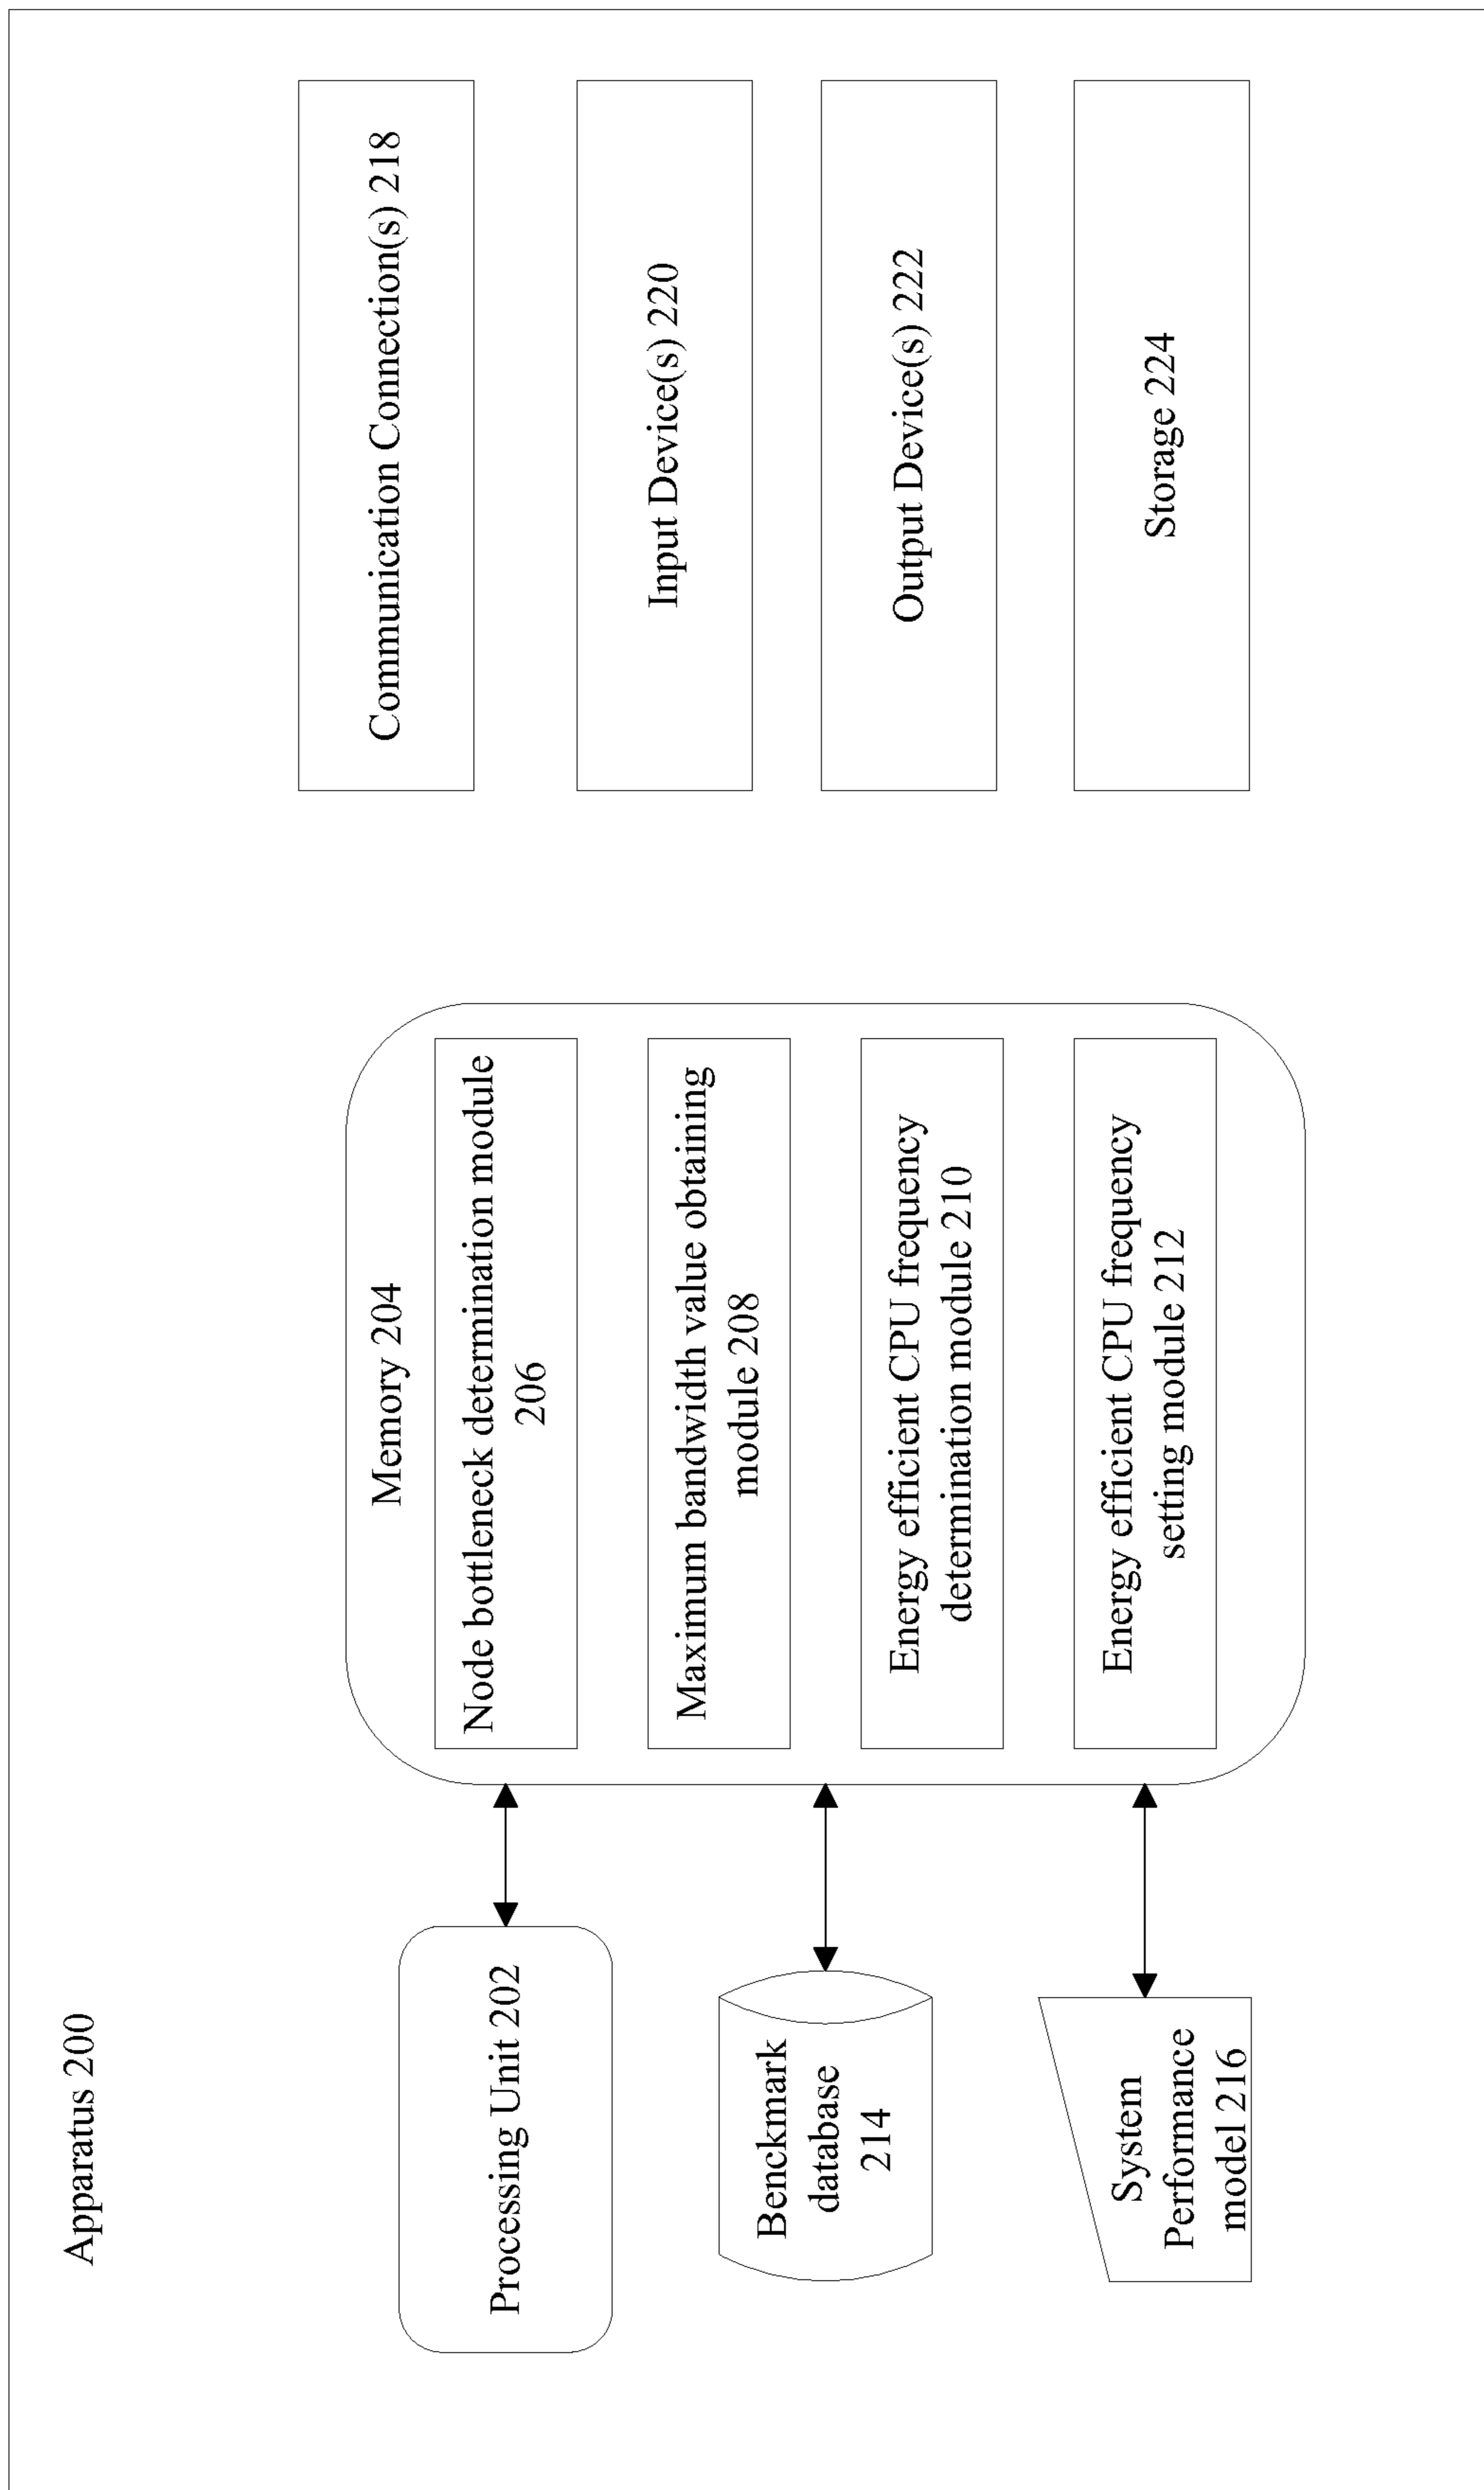 Apparatus 200
Processing Unit 202
Benckmark
database
214
System
Performance
model 216
Memory 204
Node bottleneck determination module
206
Maximum bandwidth value obtaining
module 208
Energy efficient CPU frequency
determination module 210
Energy efficient CPU frequency
setting module 212
Communication Connection(s) 218
Input Device(s) 220
Output Device(s) 222
Storage 224